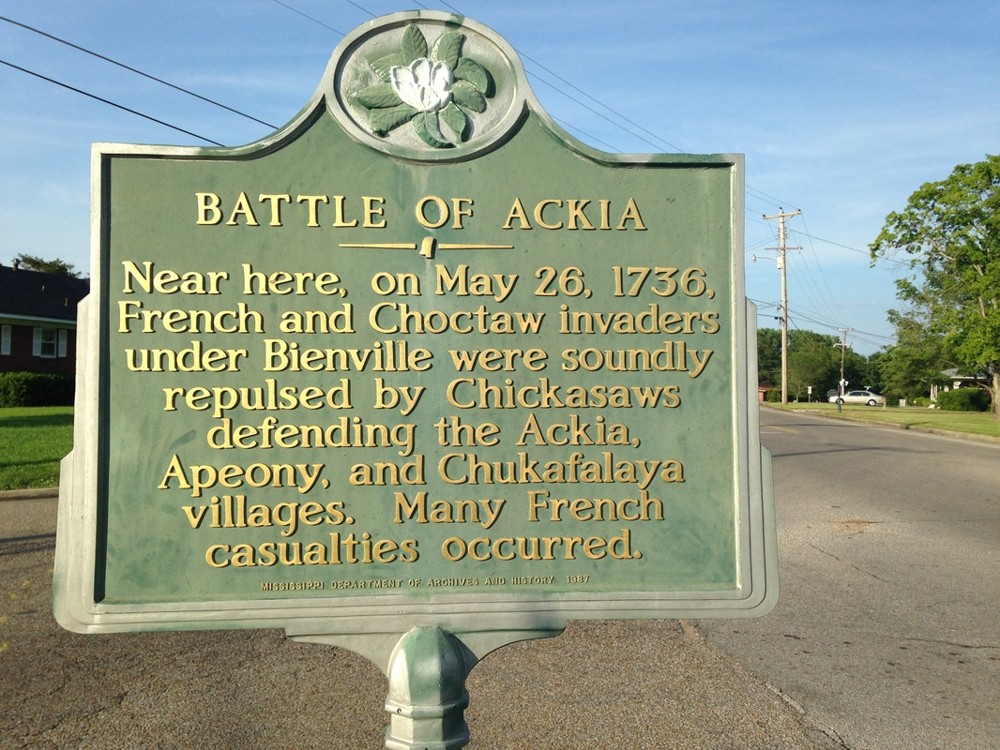 BATTLE OF ACKIA
Near here, on May 26, 1736,
French and Choctaw invaders
under Bienville were soundly
repulsed by Chickasaws
defending the Ackia,
Apeony, and Chukafalaya
villages. Many French
casualties occurred.
MISSISSIPPI DEPARTMENT OF ARCHIVES AND HISTORY 1987